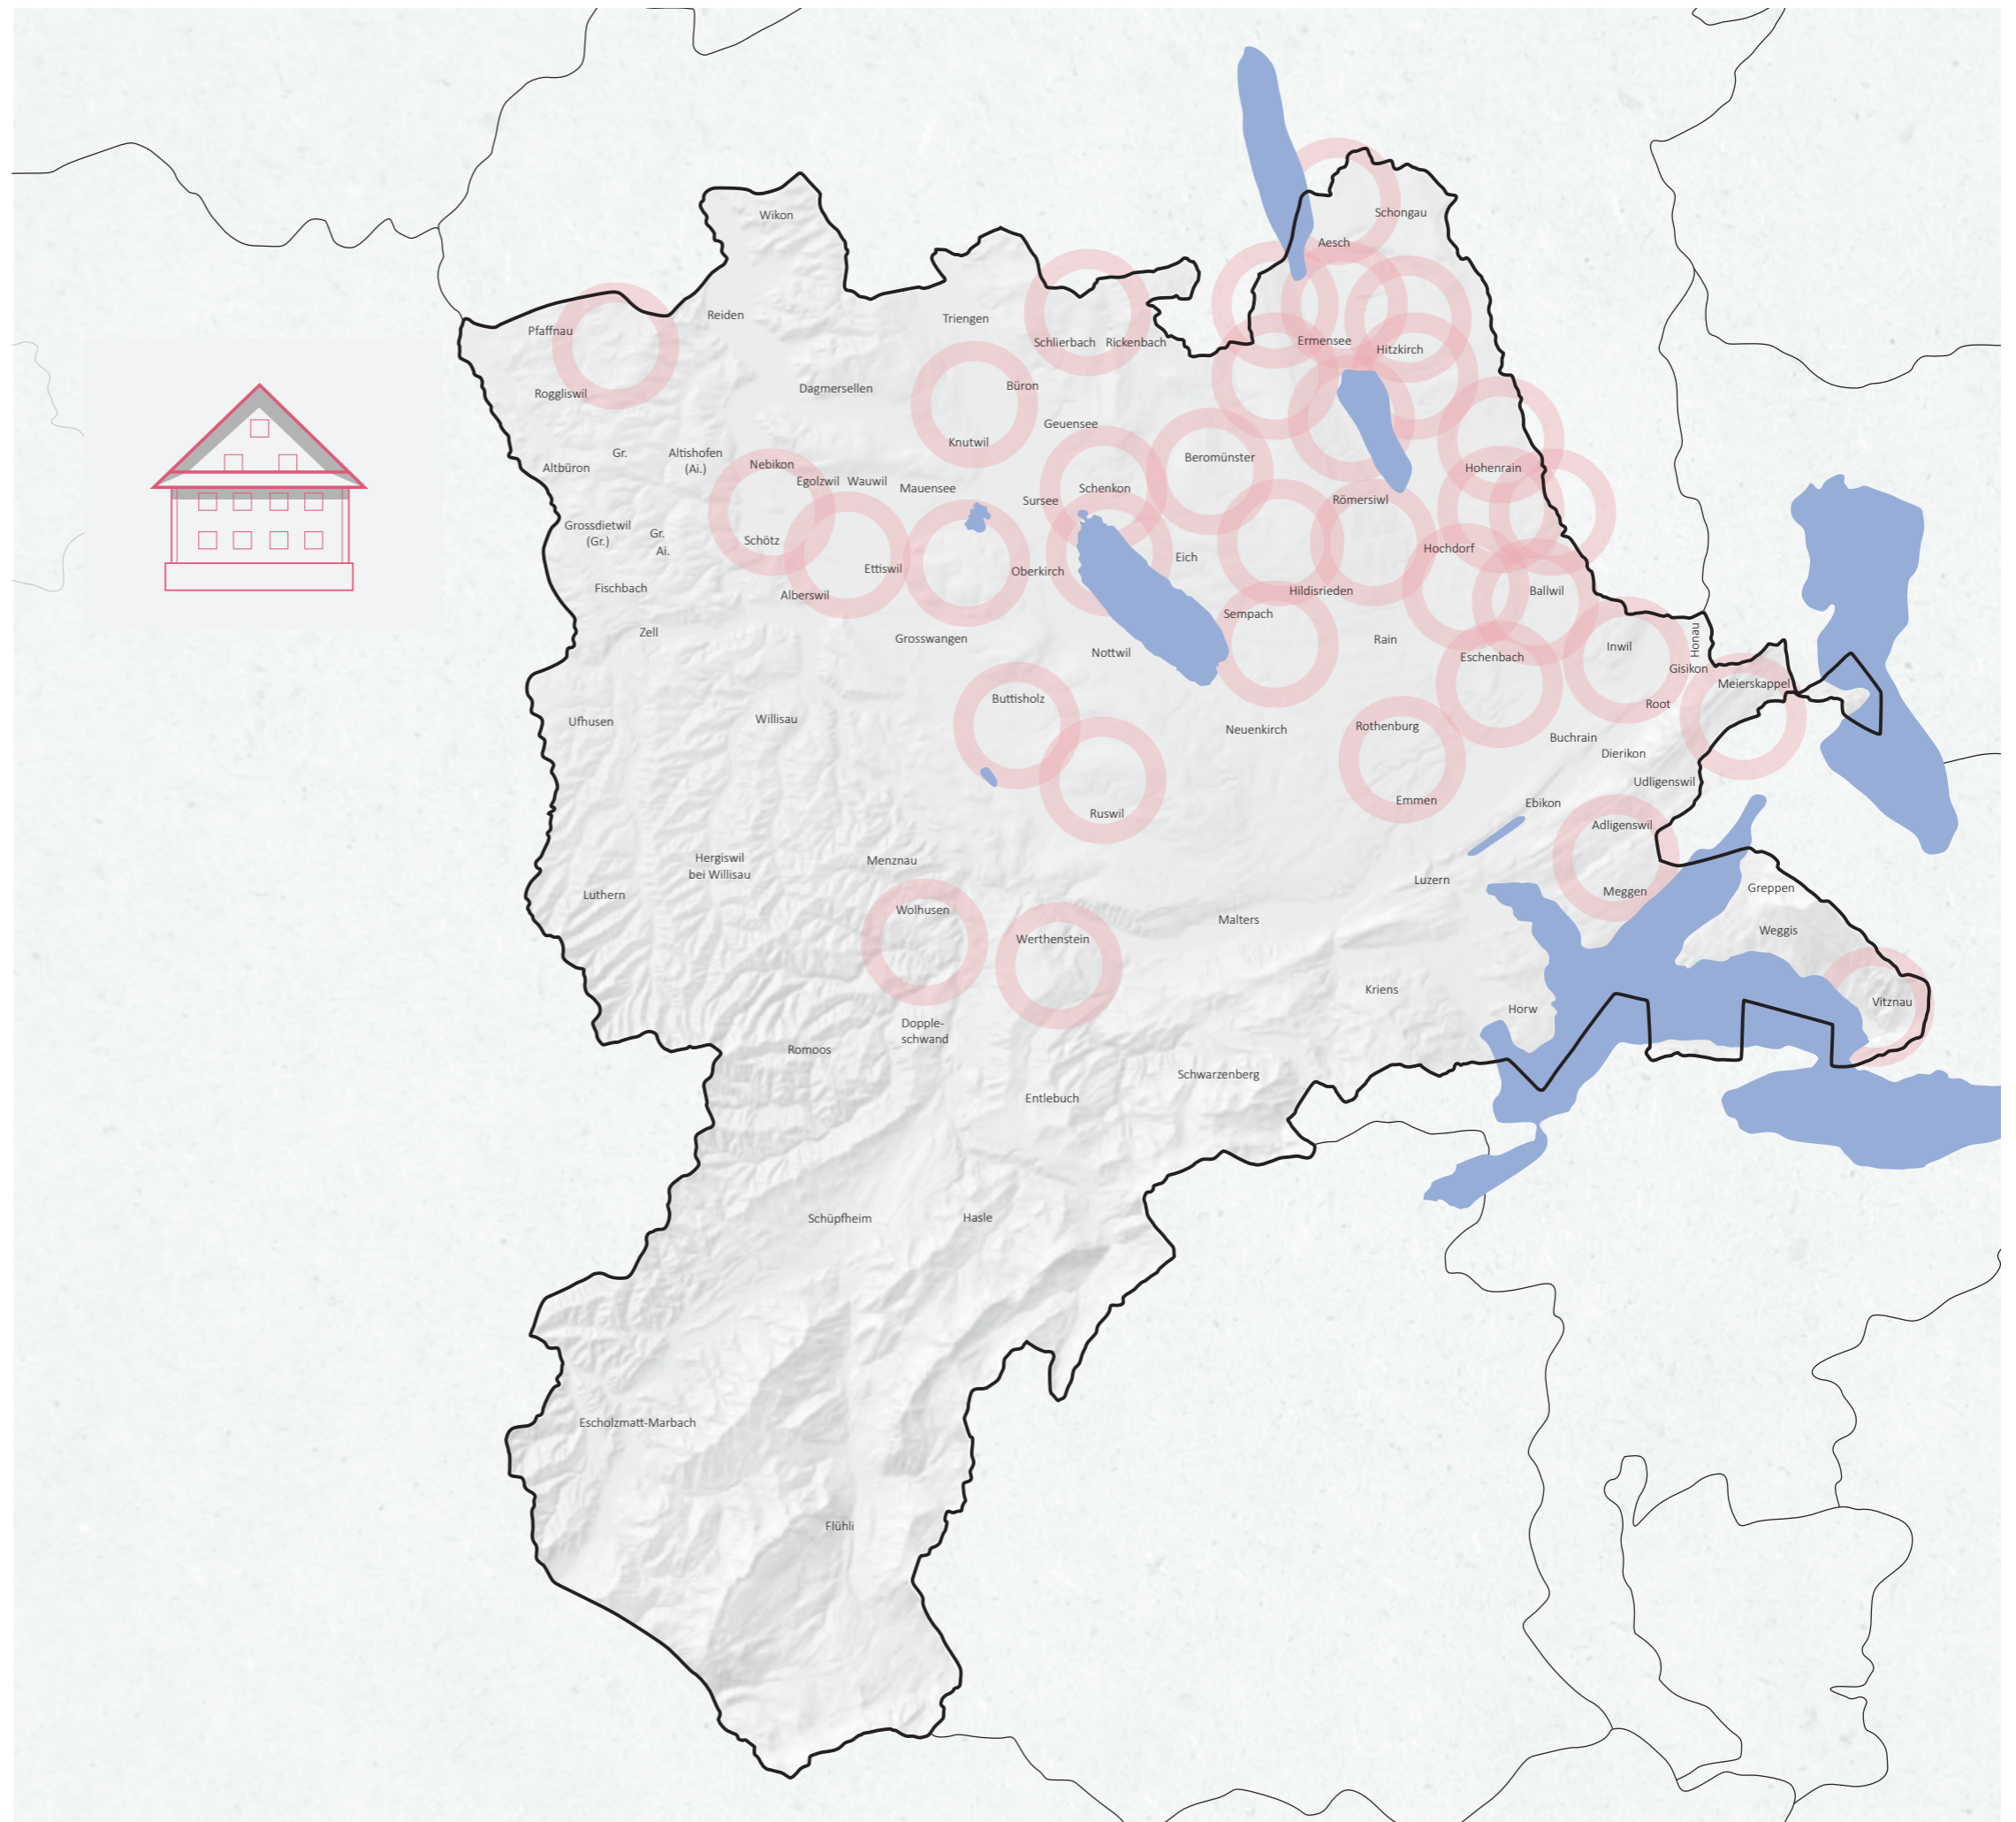 Schongau
Wikon
Aesch
Reiden
Triengen
Pfaffnau
Schlierbach
Rickenbach
Ermensee
Hitzkirch
Büron
Dagmersellen
Roggliswil
Geuensee
Knutwil
Gr.
Altishofen
(Ai.)
Beromünster
Nebikon
Altbüron
Hohenrain
Egolzwil
Wauwil
Mauensee
Schenkon
Sursee
Römersiwl
Grossdietwil
(Gr.)
Gr.
Ai.
Schötz
Hochdorf
Eich
Ettiswil
Oberkirch
Fischbach
Alberswil
Hildisrieden
Ballwil
Sempach
Zell
Grosswangen
Rain
Honau
Inwil
Nottwil
Eschenbach
Gisikon
Meierskappel
Buttisholz
Root
Ufhusen
Willisau
Neuenkirch
Rothenburg
Buchrain
Dierikon
Udligenswil
Emmen
Ebikon
Ruswil
Adligenswil
Hergiswil
bei Willisau
Menznau
Luzern
Greppen
Meggen
Luthern
Wolhusen
Malters
Weggis
Werthenstein
Kriens
Vitznau
Horw
Dopple-
schwand
Romoos
Schwarzenberg
Entlebuch
Schüpfheim
Hasle
Escholzmatt-Marbach
Flühli